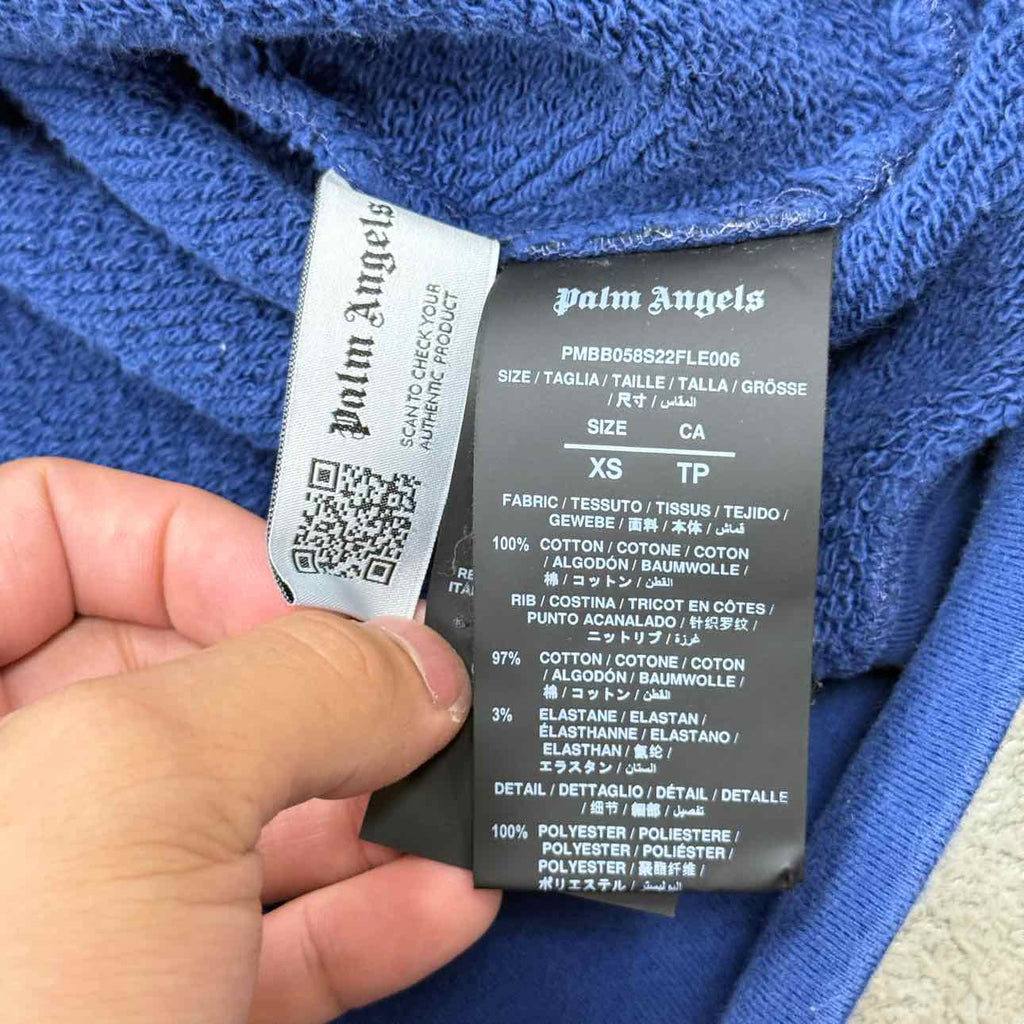 Palm Angels
SCAN TO CHECK YOUR
AUTHENTIC PRODUCT
Palm Angels
PMBB058S22FLE006
SIZE / TAGLIA / TAILLE / TALLA / GRÖSSE
/ 尺寸 / المقاس
SIZE CA
XS TP
FABRIC / TESSUTO / TISSUS / TEJIDO /
GEWEBE / 面料 / 本体 / قماش
100% COTTON / COTONE / COTON
/ ALGODÓN / BAUMWOLLE /
棉 / コットン / القطن
RIB / COSTINA / TRICOT EN CÔTES /
PUNTO ACANALADO / 针织罗纹 /
ニットリブ / غرزة
97% COTTON / COTONE / COTON
/ ALGODÓN / BAUMWOLLE /
棉 / コットン / القطن
3% ELASTANE / ELASTAN /
ÉLASTHANNE / ELASTANO /
ELASTHAN / 氨纶 /
エラスタン / الستان
DETAIL / DETTAGLIO / DÉTAIL / DETALLE
/ 细节 / 細部 / تفصيل
100% POLYESTER / POLIESTERE /
POLYESTER / POLIÉSTER /
POLYESTER / 聚酯纤维 /
ポリエステル / البوليستر